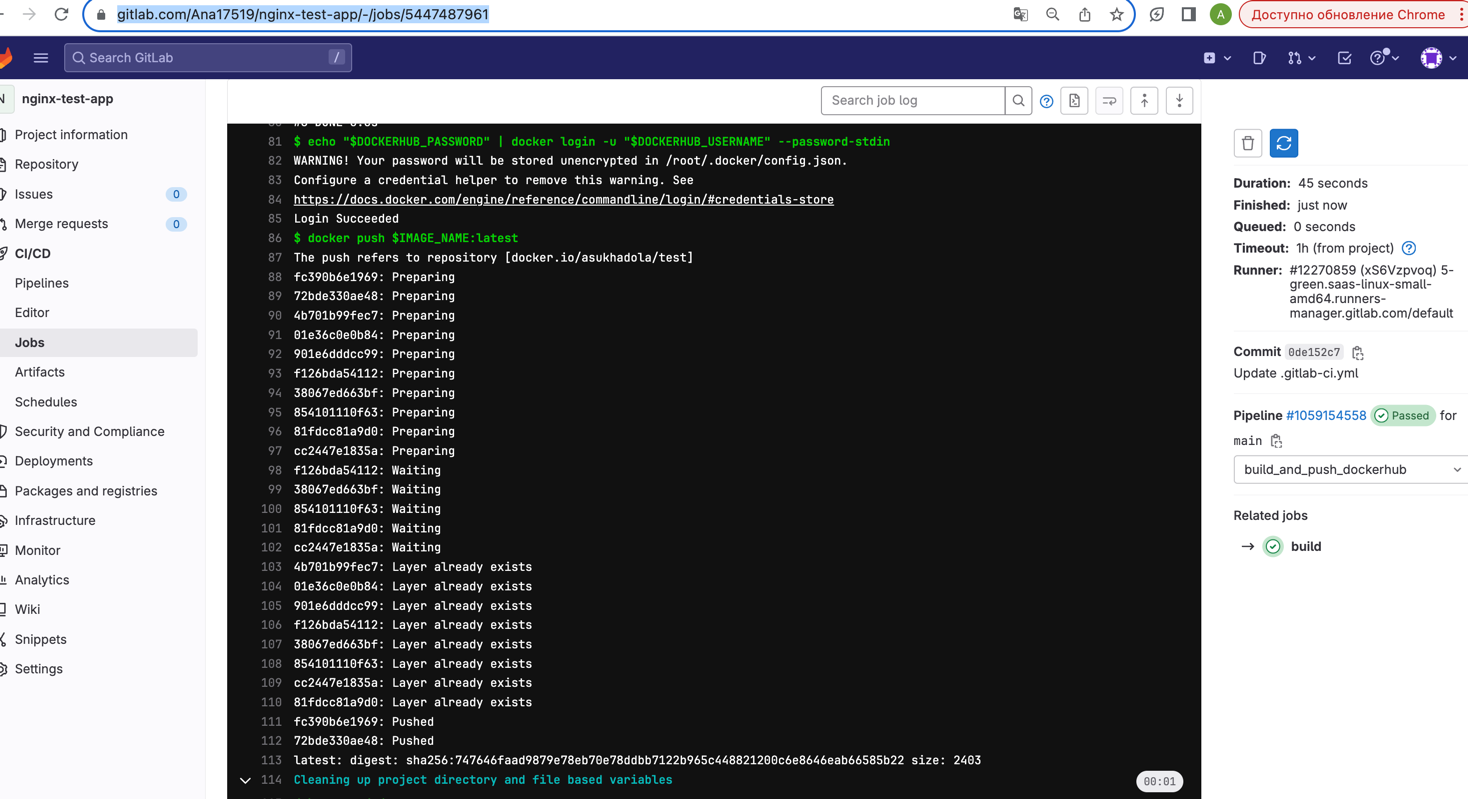 gitlab.com/Ana17519/nginx-test-app/-/jobs/5447487961
A
Доступно обновление Chrome
Search GitLab
/
N
nginx-test-app
Project information
Repository
Issues 0
Merge requests 0
CI/CD
Pipelines
Editor
Jobs
Artifacts
Schedules
Security and Compliance
Deployments
Packages and registries
Infrastructure
Monitor
Analytics
Wiki
Snippets
Settings
Search job log
81 $ echo "$DOCKERHUB_PASSWORD" | docker login -u "$DOCKERHUB_USERNAME" --password-stdin
82 WARNING! Your password will be stored unencrypted in /root/.docker/config.json.
83 Configure a credential helper to remove this warning. See
84 https://docs.docker.com/engine/reference/commandline/login/#credentials-store
85 Login Succeeded
86 $ docker push $IMAGE_NAME:latest
87 The push refers to repository [docker.io/asukhadola/test]
88 fc390b6e1969: Preparing
89 72bde330ae48: Preparing
90 4b701b99fec7: Preparing
91 01e36c0e0b84: Preparing
92 901e6dddcc99: Preparing
93 f126bda54112: Preparing
94 38067ed663bf: Preparing
95 854101110f63: Preparing
96 81fdcc81a9d0: Preparing
97 cc2447e1835a: Preparing
98 f126bda54112: Waiting
99 38067ed663bf: Waiting
100 854101110f63: Waiting
101 81fdcc81a9d0: Waiting
102 cc2447e1835a: Waiting
103 4b701b99fec7: Layer already exists
104 01e36c0e0b84: Layer already exists
105 901e6dddcc99: Layer already exists
106 f126bda54112: Layer already exists
107 38067ed663bf: Layer already exists
108 854101110f63: Layer already exists
109 cc2447e1835a: Layer already exists
110 81fdcc81a9d0: Layer already exists
111 fc390b6e1969: Pushed
112 72bde330ae48: Pushed
113 latest: digest: sha256:747646faad9879e78eb70e78ddbb7122b965c448821200c6e8646eab66585b22 size: 2403
114 Cleaning up project directory and file based variables
00:01
Duration: 45 seconds
Finished: just now
Queued: 0 seconds
Timeout: 1h (from project)
Runner: #12270859 (xS6Vzpvoq) 5-
green.saas-linux-small-
amd64.runners-
manager.gitlab.com/default
Commit 0de152c7
Update .gitlab-ci.yml
Pipeline #1059154558 Passed for
main
build_and_push_dockerhub
Related jobs
→ build